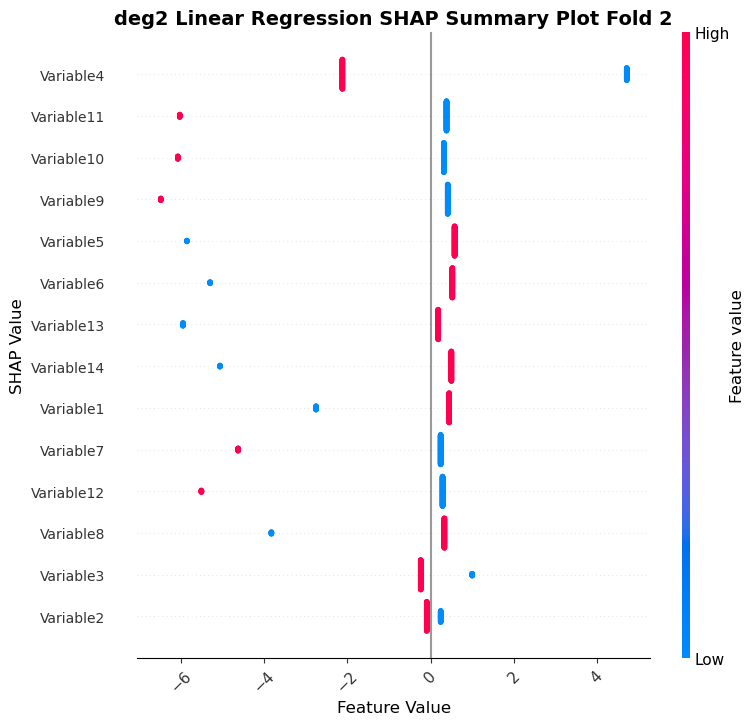 deg2 Linear Regression SHAP Summary Plot Fold 2
High
Variable4
Variable11
Variable10
Variable9
Variable5
Variable6
Variable13
Variable14
Variable1
Variable7
Variable12
Variable8
Variable3
Variable2
SHAP Value
Feature value
Low
−6
−4
−2
0
2
4
Feature Value